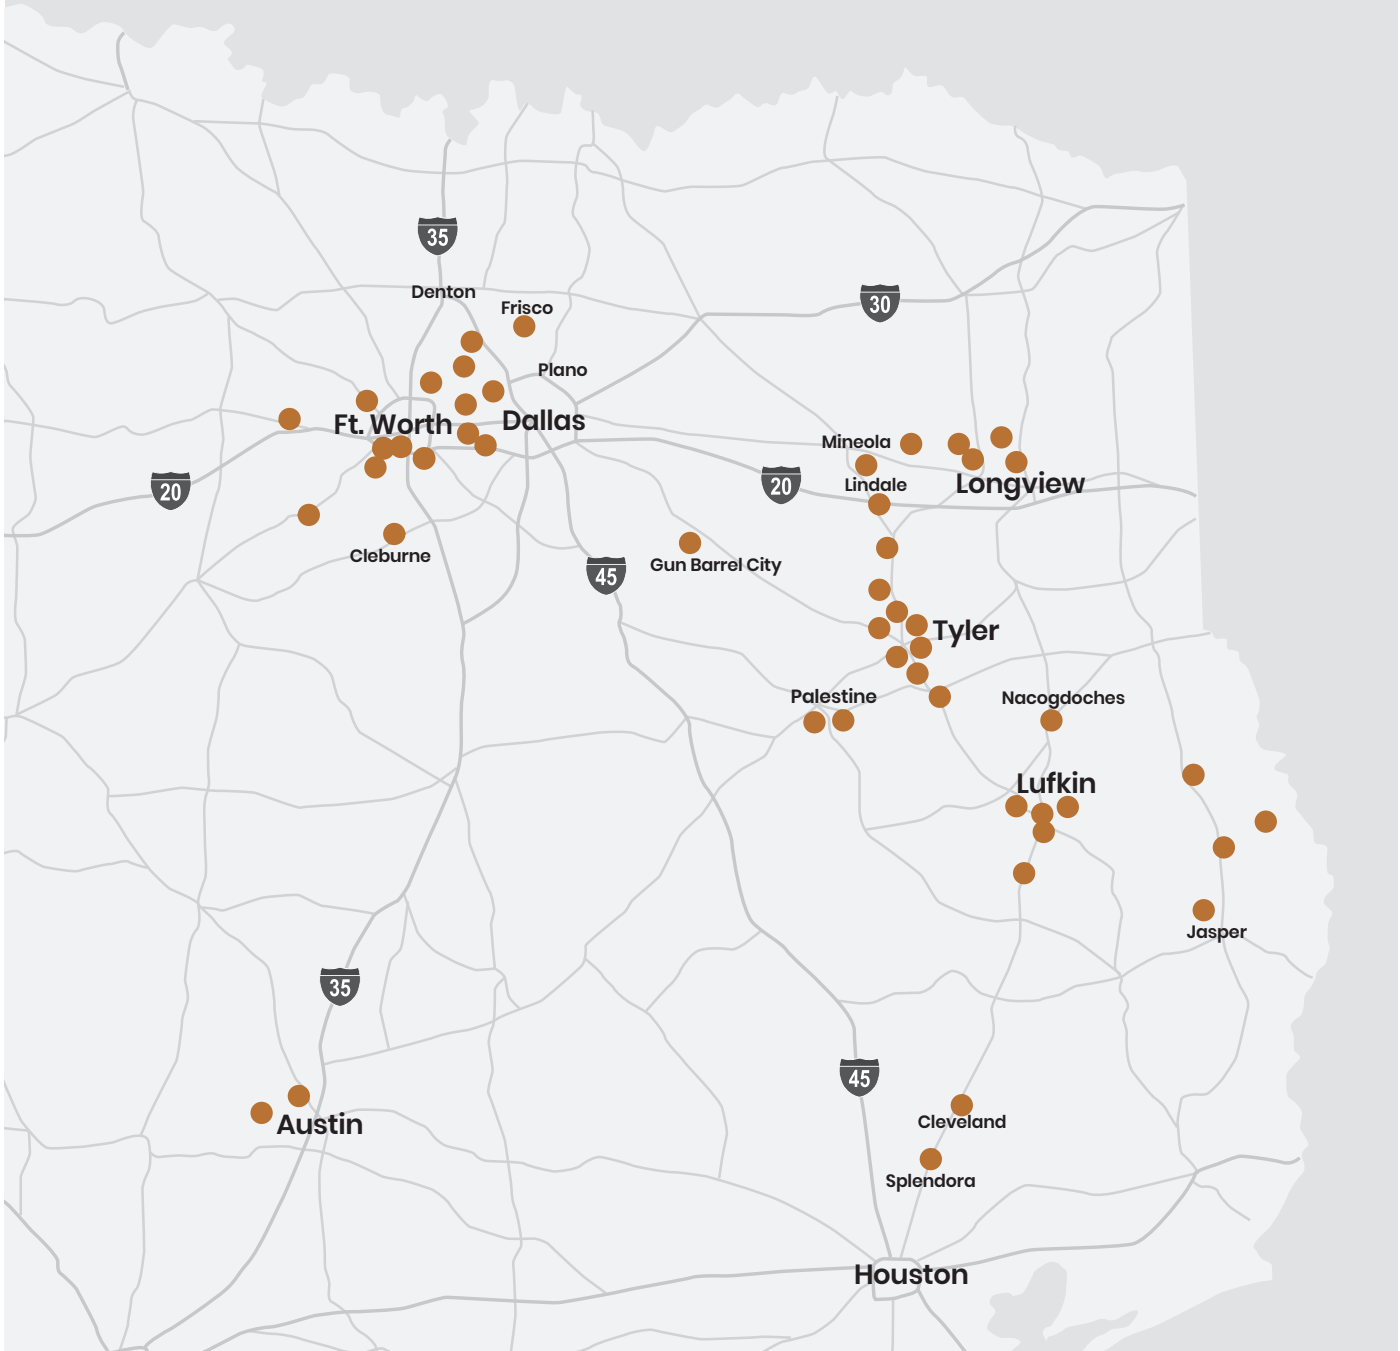 35
Denton
Frisco
30
Plano
Ft. Worth
Dallas
Mineola
Lindale
Longview
20
20
Cleburne
Gun Barrel City
45
Tyler
Palestine
Nacogdoches
Lufkin
Jasper
35
45
Austin
Cleveland
Splendora
Houston